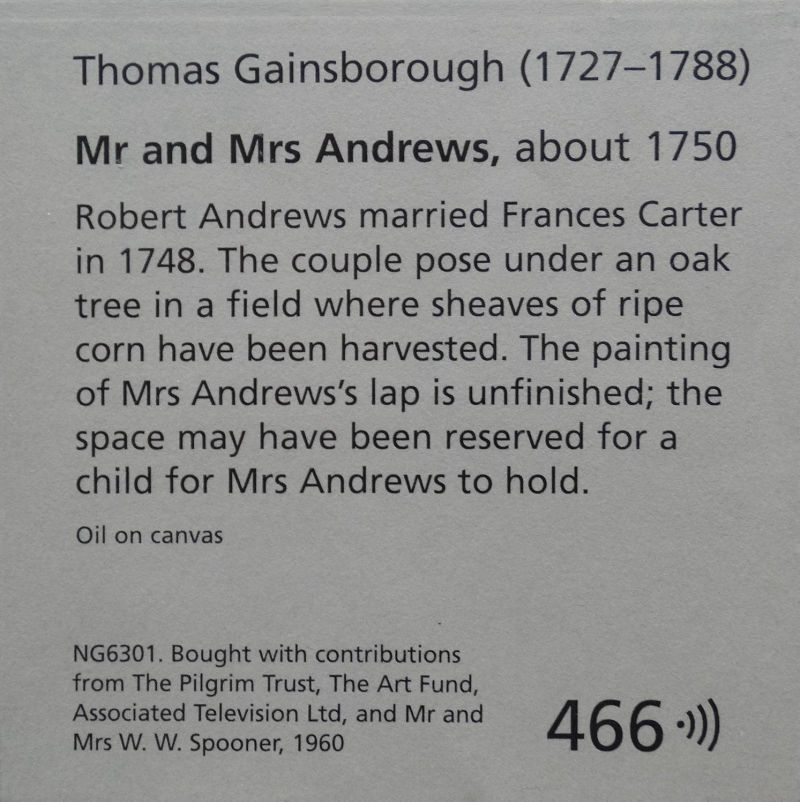 Thomas Gainsborough (1727–1788)
Mr and Mrs Andrews, about 1750
Robert Andrews married Frances Carter
in 1748. The couple pose under an oak
tree in a field where sheaves of ripe
corn have been harvested. The painting
of Mrs Andrews’s lap is unfinished; the
space may have been reserved for a
child for Mrs Andrews to hold.
Oil on canvas
NG6301. Bought with contributions
from The Pilgrim Trust, The Art Fund,
Associated Television Ltd, and Mr and
Mrs W. W. Spooner, 1960
466